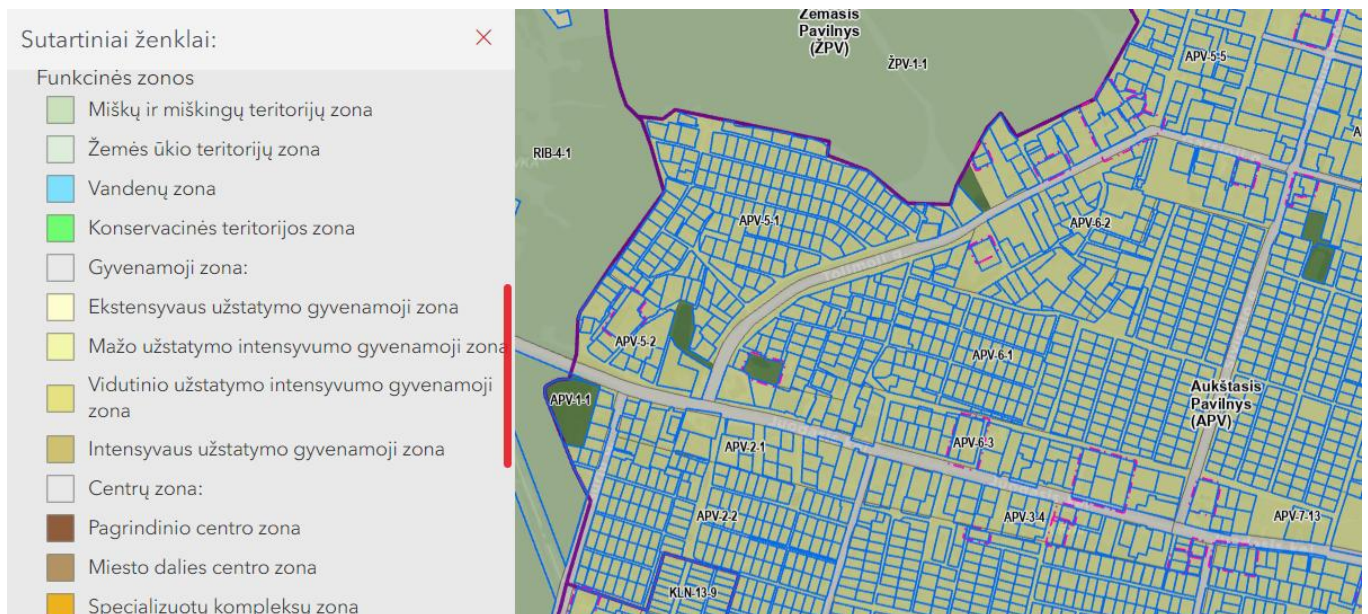 Sutartiniai ženklai:
Funkcinės zonos
Miškų ir miškingų teritorijų zona
Žemės ūkio teritorijų zona
Vandenų zona
Konservacinės teritorijos zona
Gyvenamoji zona:
Ekstensyvaus užstatymo gyvenamoji zona
Mažo užstatymo intensyvumo gyvenamoji zona
Vidutinio užstatymo intensyvumo gyvenamoji
zona
Intensyvaus užstatymo gyvenamoji zona
Centrų zona:
Pagrindinio centro zona
Miesto dalies centro zona
Specializuotų kompleksų zona
Žemasis
Pavilnys
(ŽPV)
ŽPV-1-1
APV-5-5
RIB-4-1
APV-5-1
APV-6-2
APV-5-2
APV-6-1
Aukštasis
Pavilnys
(APV)
APV-1-1
APV-2-1
APV-6-3
APV-2-2
APV-3-4
APV-7-13
KLN-13-9